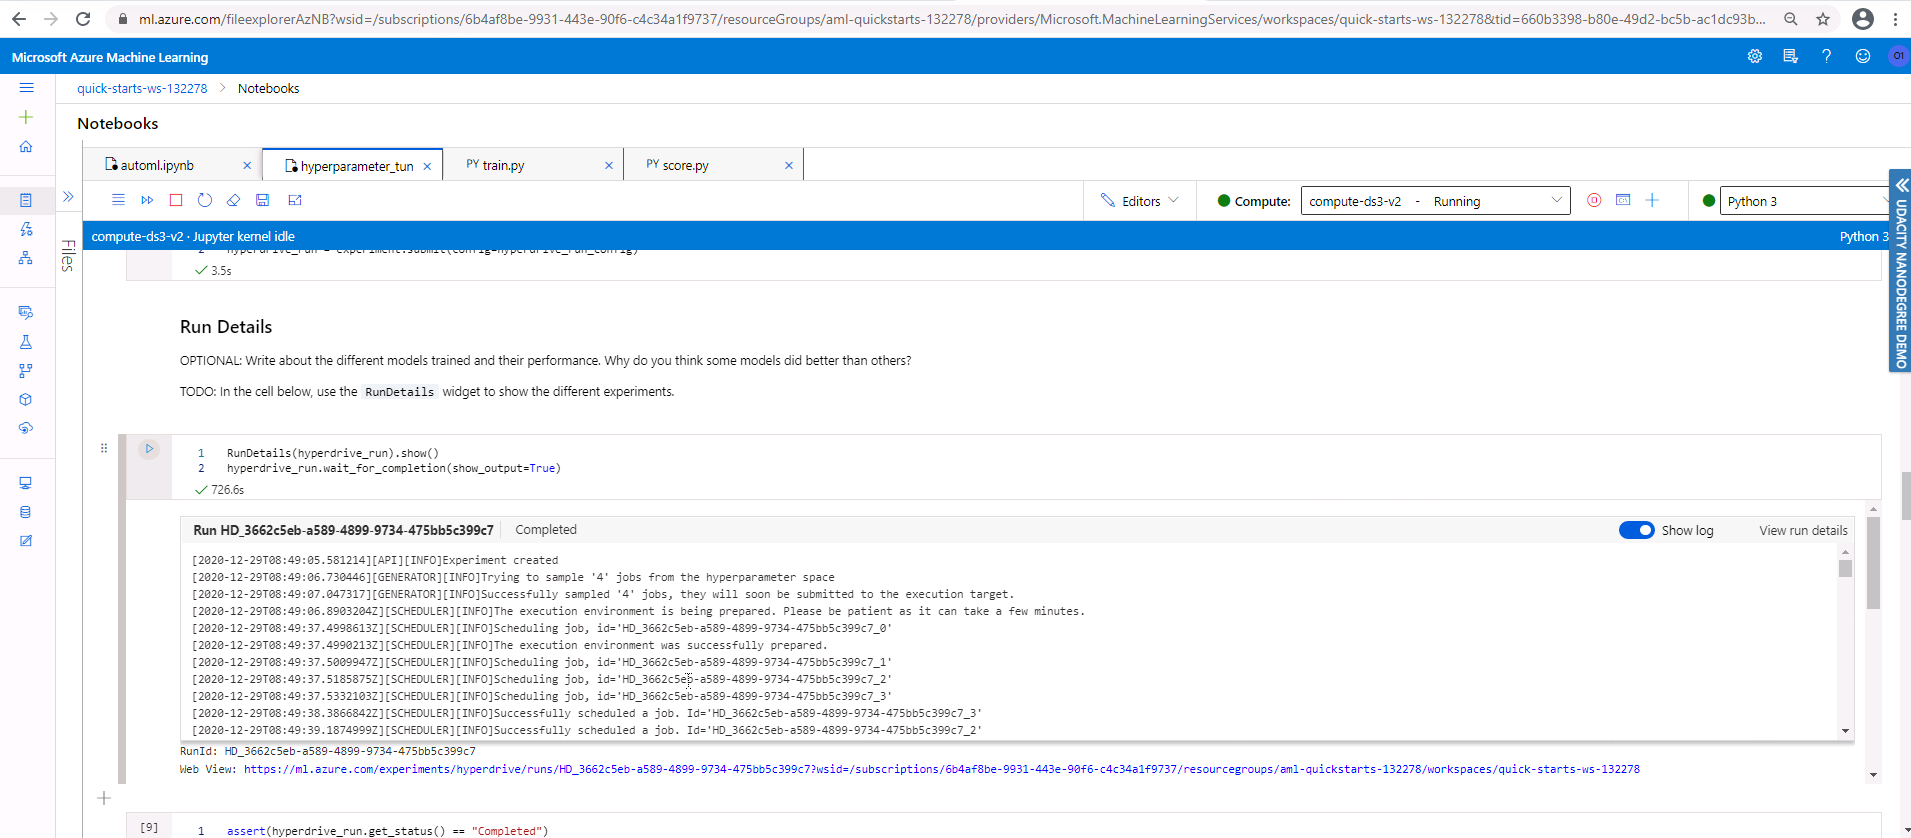 ml.azure.com/fileexplorerAzNB?wsid=/subscriptions/6b4af8be-9931-443e-90f6-c4c34a1f9737/resourceGroups/aml-quickstarts-132278/providers/Microsoft.MachineLearningServices/workspaces/quick-starts-ws-132278&tid=660b3398-b80e-49d2-bc5b-ac1dc93b...
Microsoft Azure Machine Learning
O1
quick-starts-ws-132278 > Notebooks
Notebooks
automl.ipynb
hyperparameter_tun
PY train.py
PY score.py
Editors
Compute:
compute-ds3-v2 - Running
Python 3
compute-ds3-v2 · Jupyter kernel idle
Python 3
Files
UDACITY NANODEGREE DEMO
2 hyperdrive_run = experiment.submit(config=hyperdrive_run_config)
3.5s
Run Details
OPTIONAL: Write about the different models trained and their performance. Why do you think some models did better than others?
TODO: In the cell below, use the RunDetails widget to show the different experiments.
1 RunDetails(hyperdrive_run).show()
2 hyperdrive_run.wait_for_completion(show_output=True)
726.6s
Run HD_3662c5eb-a589-4899-9734-475bb5c399c7 Completed
Show log
View run details
[2020-12-29T08:49:05.581214][API][INFO]Experiment created
[2020-12-29T08:49:06.730446][GENERATOR][INFO]Trying to sample '4' jobs from the hyperparameter space
[2020-12-29T08:49:07.047317][GENERATOR][INFO]Successfully sampled '4' jobs, they will soon be submitted to the execution target.
[2020-12-29T08:49:06.8903204Z][SCHEDULER][INFO]The execution environment is being prepared. Please be patient as it can take a few minutes.
[2020-12-29T08:49:37.4998613Z][SCHEDULER][INFO]Scheduling job, id='HD_3662c5eb-a589-4899-9734-475bb5c399c7_0'
[2020-12-29T08:49:37.4990213Z][SCHEDULER][INFO]The execution environment was successfully prepared.
[2020-12-29T08:49:37.5009947Z][SCHEDULER][INFO]Scheduling job, id='HD_3662c5eb-a589-4899-9734-475bb5c399c7_1'
[2020-12-29T08:49:37.5185875Z][SCHEDULER][INFO]Scheduling job, id='HD_3662c5eb-a589-4899-9734-475bb5c399c7_2'
[2020-12-29T08:49:37.5332103Z][SCHEDULER][INFO]Scheduling job, id='HD_3662c5eb-a589-4899-9734-475bb5c399c7_3'
[2020-12-29T08:49:38.3866842Z][SCHEDULER][INFO]Successfully scheduled a job. Id='HD_3662c5eb-a589-4899-9734-475bb5c399c7_3'
[2020-12-29T08:49:39.1874999Z][SCHEDULER][INFO]Successfully scheduled a job. Id='HD_3662c5eb-a589-4899-9734-475bb5c399c7_2'
RunId: HD_3662c5eb-a589-4899-9734-475bb5c399c7
Web View: https://ml.azure.com/experiments/hyperdrive/runs/HD_3662c5eb-a589-4899-9734-475bb5c399c7?wsid=/subscriptions/6b4af8be-9931-443e-90f6-c4c34a1f9737/resourcegroups/aml-quickstarts-132278/workspaces/quick-starts-ws-132278
[9]
1 assert(hyperdrive_run.get_status() == "Completed")